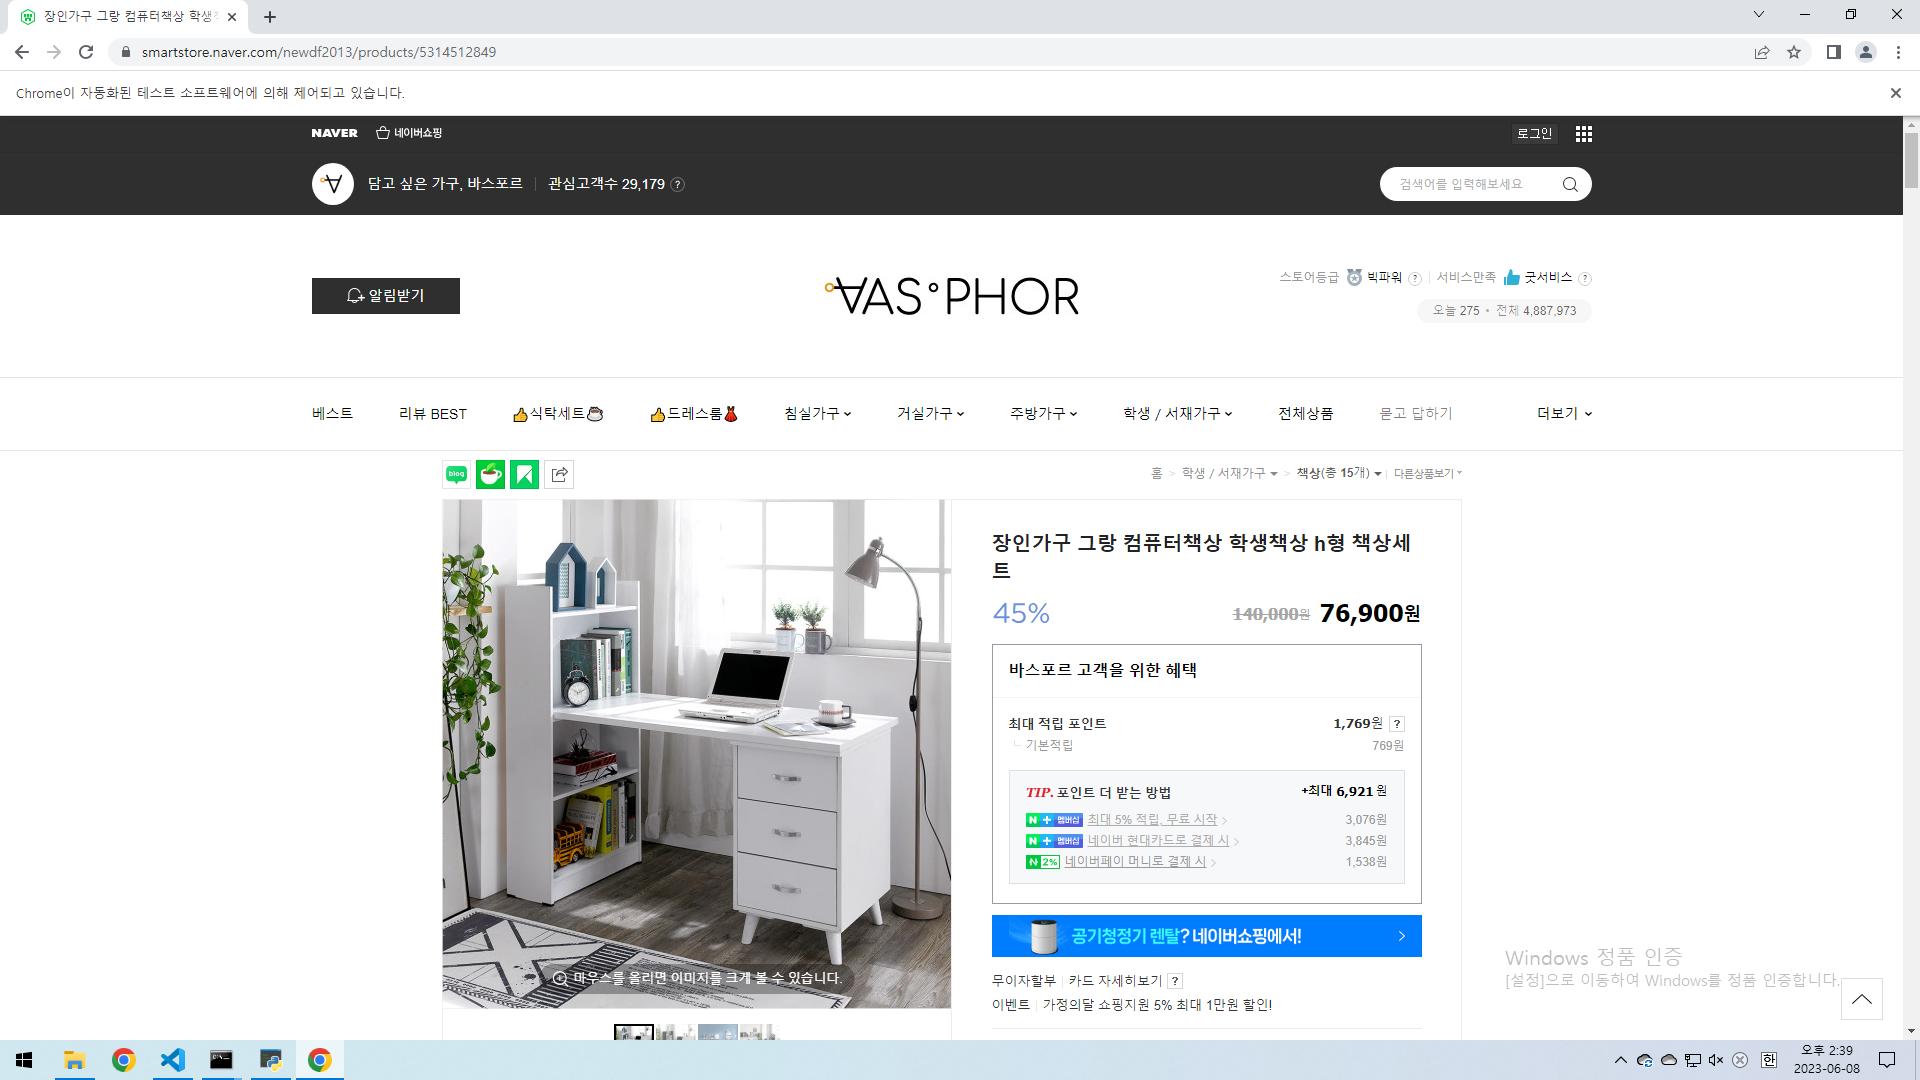 장인가구 그랑 컴퓨터책상 학생책
smartstore.naver.com/newdf2013/products/5314512849
Chrome이 자동화된 테스트 소프트웨어에 의해 제어되고 있습니다.
NAVER 네이버쇼핑 로그인
담고 싶은 가구, 바스포르 관심고객수 29,179 ?
검색어를 입력해보세요
알림받기
VAS°PHOR
스토어등급 빅파워 ? 서비스만족 굿서비스 ?
오늘 275 • 전체 4,887,973
베스트 리뷰 BEST 👍식탁세트☕ 👍드레스룸👗 침실가구 거실가구 주방가구 학생 / 서재가구 전체상품 묻고 답하기 더보기
blog
홈 > 학생 / 서재가구 > 책상(총 15개) 다른상품보기
장인가구 그랑 컴퓨터책상 학생책상 h형 책상세
트
45% 140,000원 76,900원
바스포르 고객을 위한 혜택
최대 적립 포인트 1,769원 ?
기본적립 769원
TIP. 포인트 더 받는 방법 +최대 6,921 원
N + 멤버십 최대 5% 적립, 무료 시작 > 3,076원
N + 멤버십 네이버 현대카드로 결제 시 > 3,845원
N 2% 네이버페이 머니로 결제 시 > 1,538원
공기청정기 렌탈? 네이버쇼핑에서!
마우스를 올리면 이미지를 크게 볼 수 있습니다.
무이자할부 카드 자세히보기 ?
이벤트 가정의달 쇼핑지원 5% 최대 1만원 할인!
Windows 정품 인증
[설정]으로 이동하여 Windows를 정품 인증합니다.
한
오후 2:39
2023-06-08